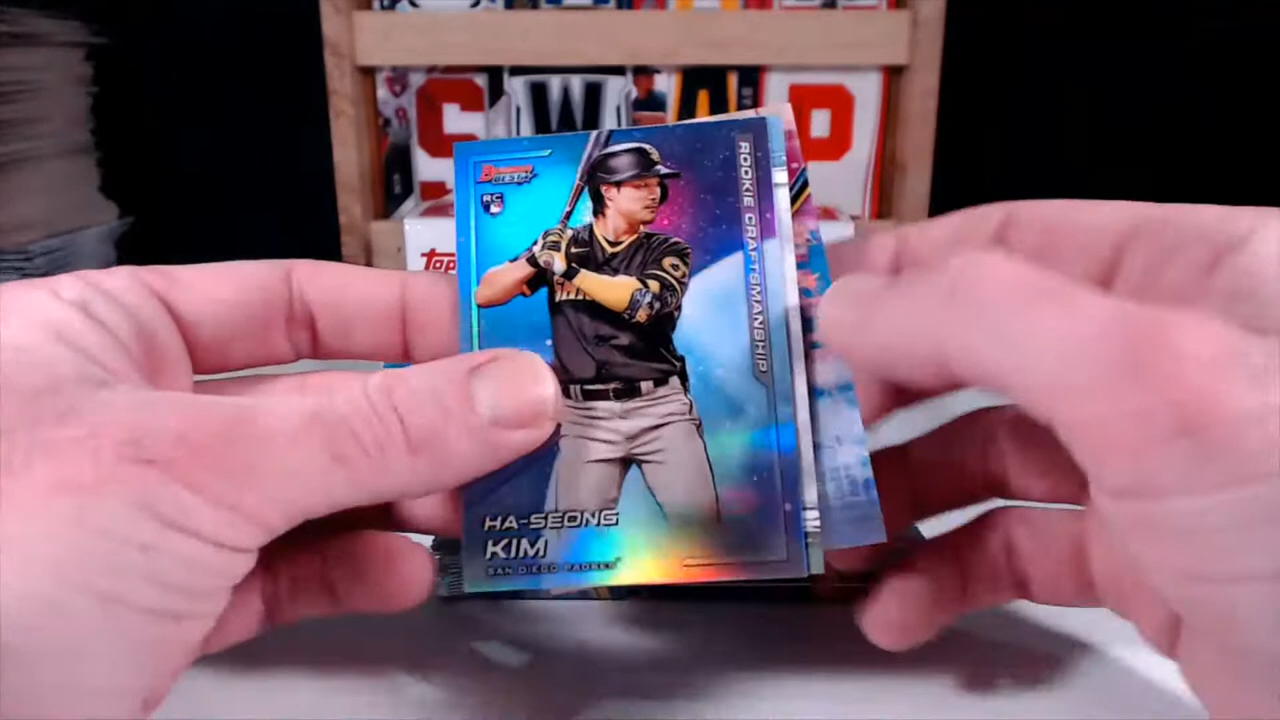 S
W
A
P
Topps
BOWMAN
BEST
RC
ROOKIE CRAFTSMANSHIP
HA-SEONG
KIM
SAN DIEGO PADRES